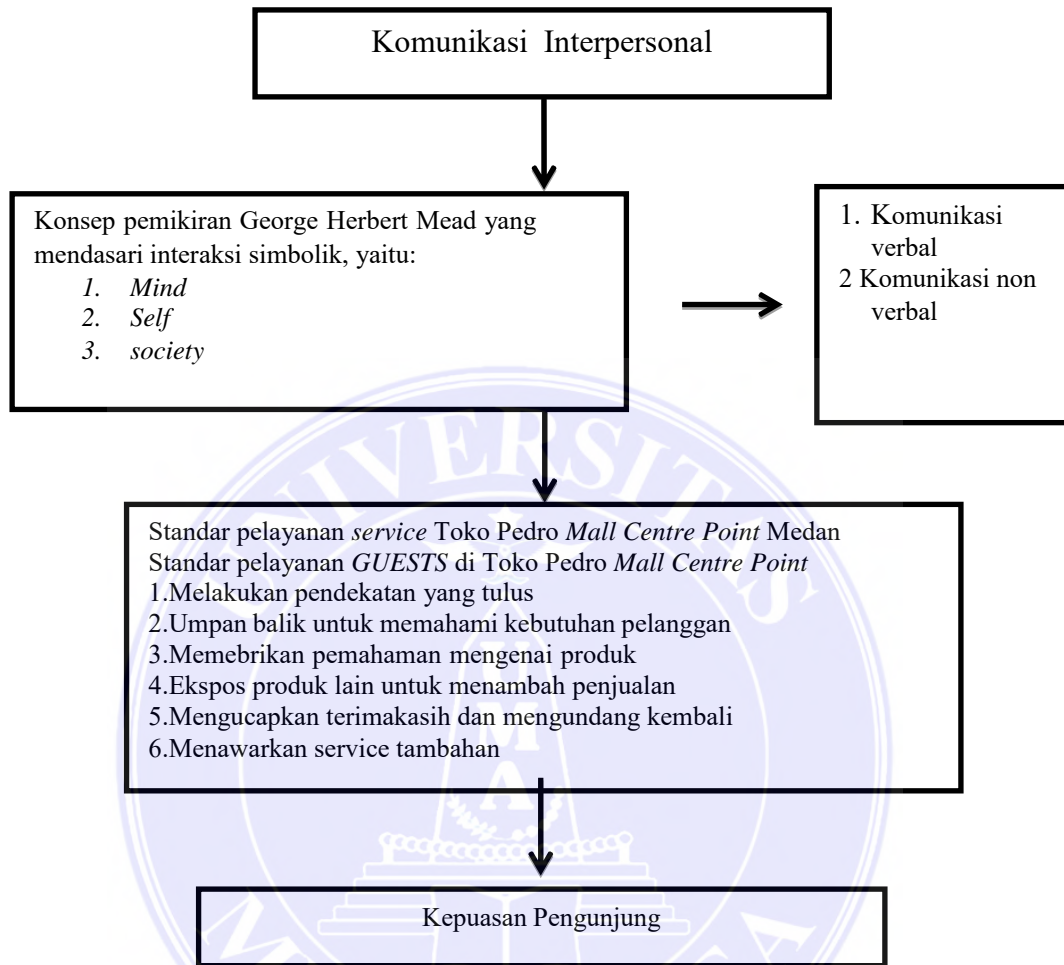 Komunikasi Interpersonal
Konsep pemikiran George Herbert Mead yang
mendasari interaksi simbolik, yaitu:
1. Mind
2. Self
3. society
1. Komunikasi
verbal
2 Komunikasi non
verbal
UNIVERSITAS
Standar pelayanan service Toko Pedro Mall Centre Point Medan
Standar pelayanan GUESTS di Toko Pedro Mall Centre Point
1.Melakukan pendekatan yang tulus
2.Umpan balik untuk memahami kebutuhan pelanggan
3.Memebrikan pemahaman mengenai produk
4.Ekspos produk lain untuk menambah penjualan
5.Mengucapkan terimakasih dan mengundang kembali
6.Menawarkan service tambahan
U
M
A
Kepuasan Pengunjung